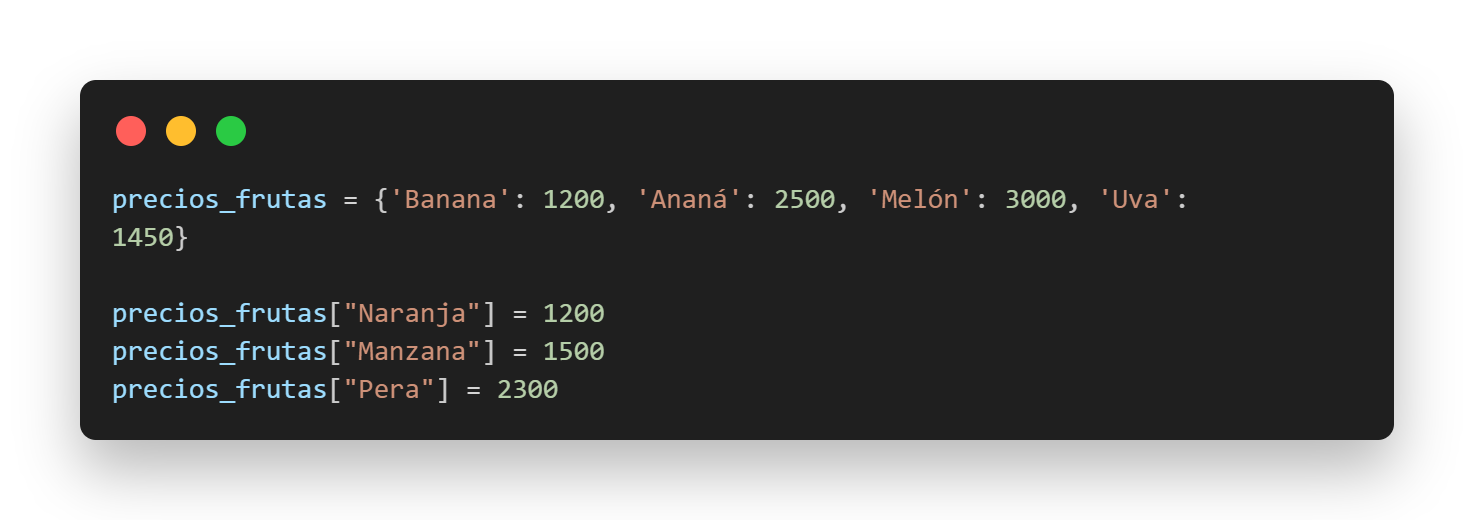 precios_frutas = {'Banana': 1200, 'Ananá': 2500, 'Melón': 3000, 'Uva':
1450}
precios_frutas["Naranja"] = 1200
precios_frutas["Manzana"] = 1500
precios_frutas["Pera"] = 2300